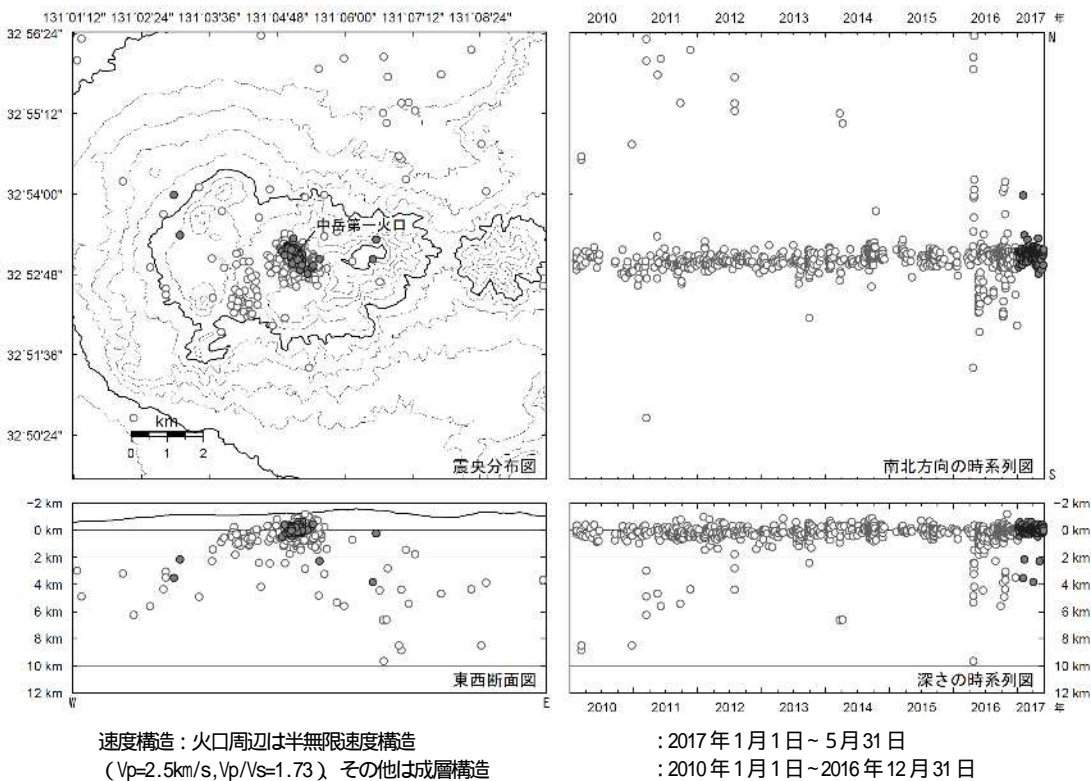 131°01'12" 131°02'24" 131°03'36" 131°04'48" 131°06'00" 131°07'12" 131°08'24"
32°56'24"
32°55'12"
32°54'00"
32°52'48"
32°51'36"
32°50'24"
中岳第一火口
km
0 1 2
震央分布図
2010 2011 2012 2013 2014 2015 2016 2017 年
N
S
南北方向の時系列図
-2 km
0 km
2 km
4 km
6 km
8 km
10 km
12 km
W
E
東西断面図
-2 km
0 km
2 km
4 km
6 km
8 km
10 km
12 km
深さの時系列図
2010 2011 2012 2013 2014 2015 2016 2017 年
速度構造：火口周辺は半無限速度構造
（Vp=2.5km/s,Vp/Vs=1.73）、その他は成層構造
：2017年1月1日~5月31日
：2010年1月1日~2016年12月31日